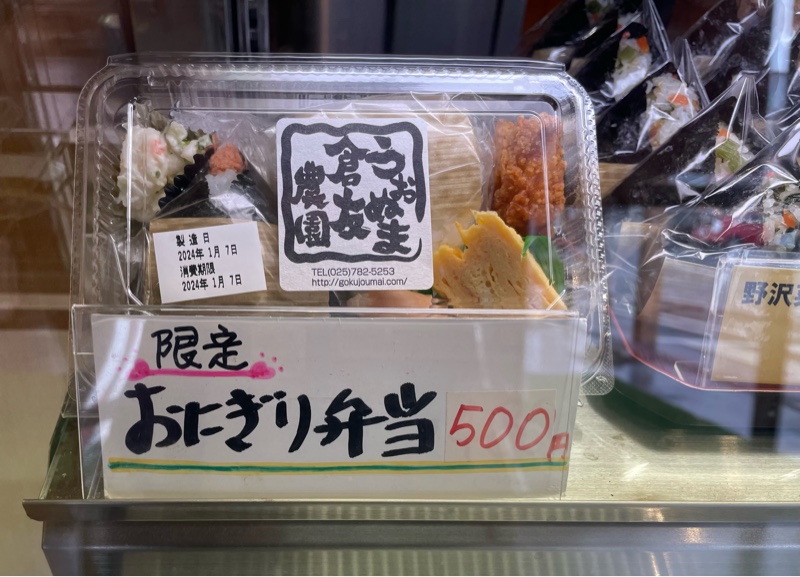 うおぬま
倉友
農園
TEL(025)782-5253
http://gokujoumai.com/
製造日
2024年1月7日
消費期限
2024年1月7日
限定
おにぎり弁当 500円
野沢